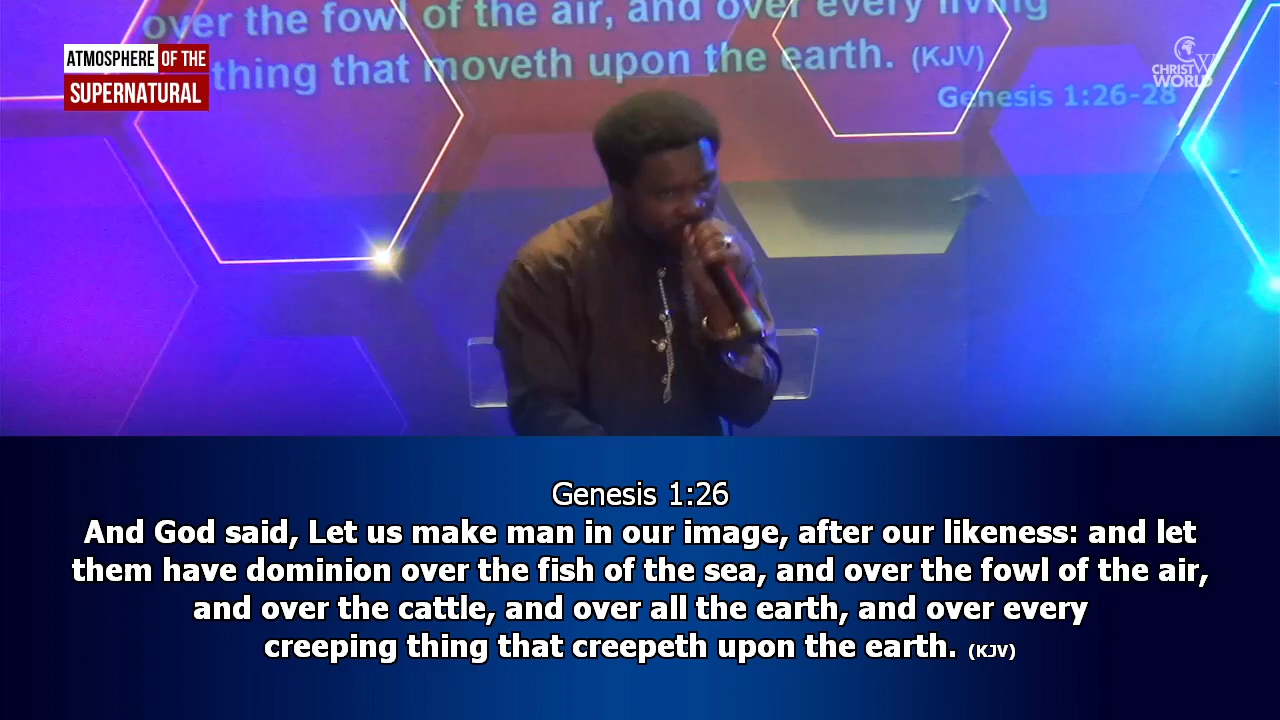 over the fowl of the air, and over every living
thing that moveth upon the earth. (KJV)
Genesis 1:26-28
ATMOSPHERE OF THE
SUPERNATURAL
CHRIST
WORLD
Genesis 1:26
And God said, Let us make man in our image, after our likeness: and let
them have dominion over the fish of the sea, and over the fowl of the air,
and over the cattle, and over all the earth, and over every
creeping thing that creepeth upon the earth. (KJV)